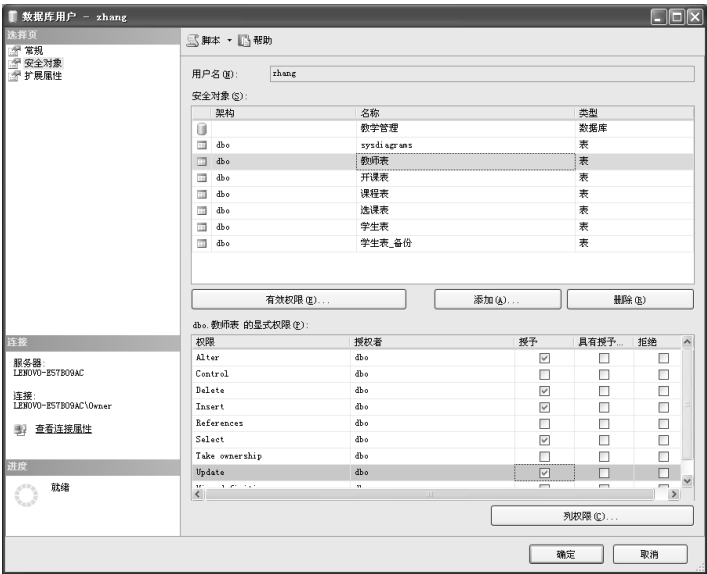 数据库用户 - zhang
选择页
常规
安全对象
扩展属性
脚本 帮助
用户名(N): zhang
安全对象(S):
架构 名称 类型
教学管理 数据库
dbo sysdiagrams 表
dbo 教师表 表
dbo 开课表 表
dbo 课程表 表
dbo 选课表 表
dbo 学生表 表
dbo 学生表_备份 表
有效权限(E)... 添加(A)... 删除(R)
dbo.教师表 的显式权限(P):
权限 授权者 授予 具有授予... 拒绝
Alter dbo
Control dbo
Delete dbo
Insert dbo
References dbo
Select dbo
Take ownership dbo
Update dbo
列权限(C)...
连接
服务器:
LENOVO-E57B09AC
连接:
LENOVO-E57B09AC\Owner
查看连接属性
进度
就绪
确定 取消